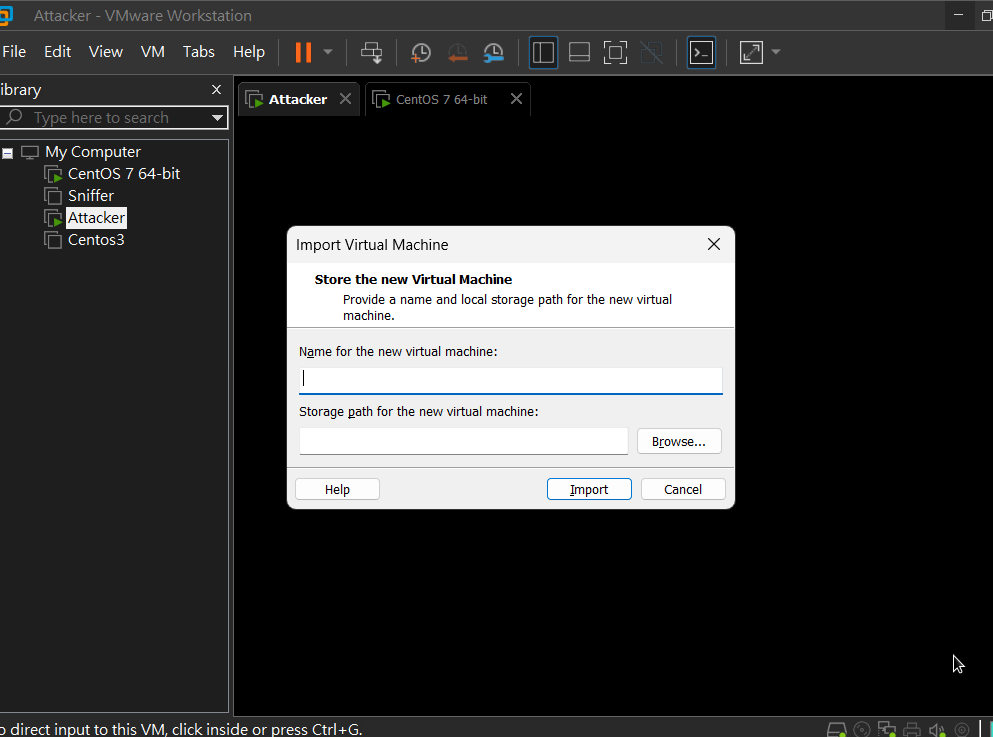 Attacker - VMware Workstation
File Edit View VM Tabs Help
ibrary
Type here to search
My Computer
CentOS 7 64-bit
Sniffer
Attacker
Centos3
Attacker CentOS 7 64-bit
Import Virtual Machine
Store the new Virtual Machine
Provide a name and local storage path for the new virtual
machine.
Name for the new virtual machine:
Storage path for the new virtual machine:
Browse...
Help Import Cancel
o direct input to this VM, click inside or press Ctrl+G.